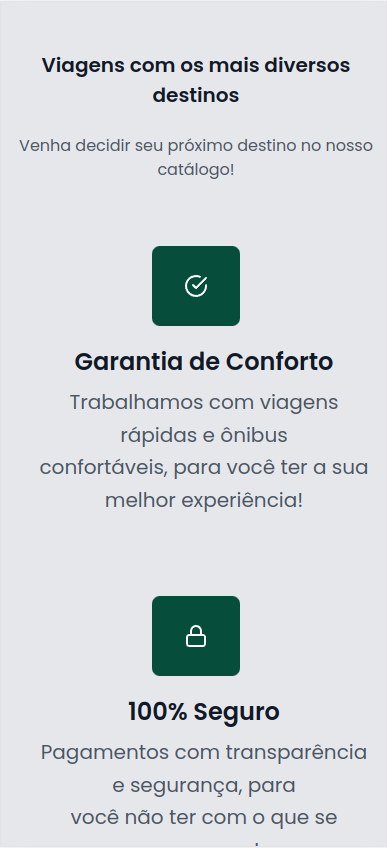 Viagens com os mais diversos
destinos
Venha decidir seu próximo destino no nosso
catálogo!
Garantia de Conforto
Trabalhamos com viagens
rápidas e ônibus
confortáveis, para você ter a sua
melhor experiência!
100% Seguro
Pagamentos com transparência
e segurança, para
você não ter com o que se